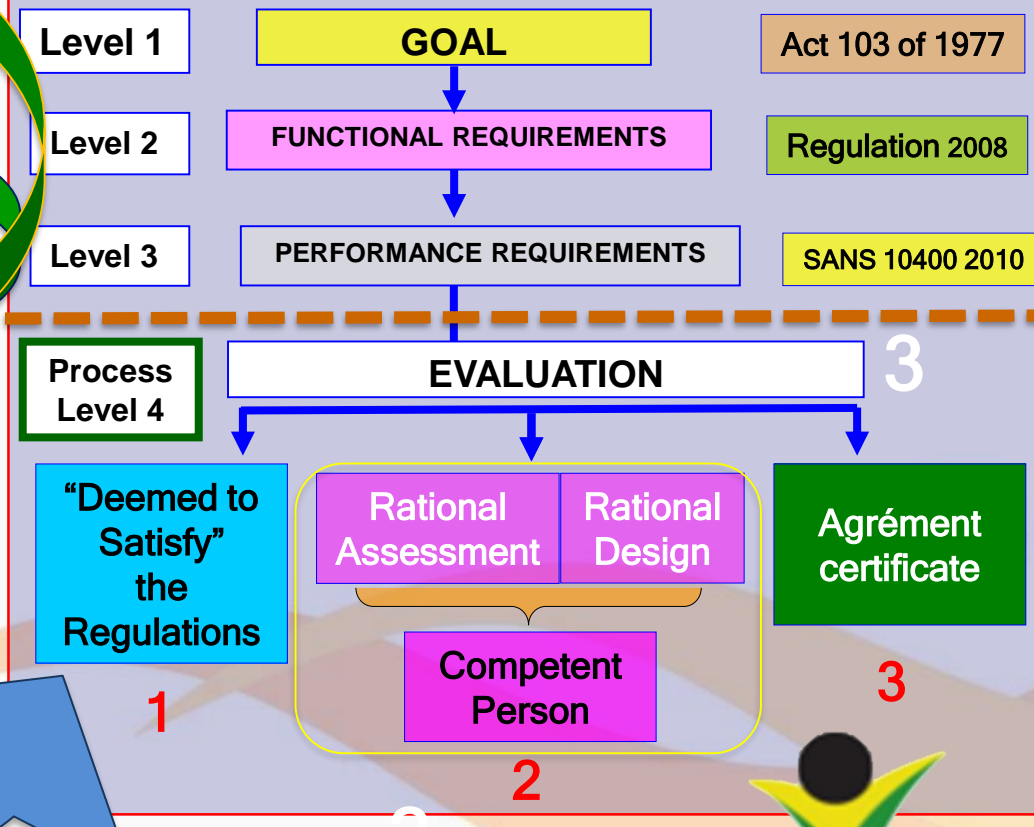 Level 1
GOAL
Act 103 of 1977
Level 2
FUNCTIONAL REQUIREMENTS
Regulation 2008
Level 3
PERFORMANCE REQUIREMENTS
SANS 10400 2010
Process
Level 4
EVALUATION
3
“Deemed to
Satisfy”
the
Regulations
1
Rational
Assessment
Rational
Design
Competent
Person
2
Agrément
certificate
3